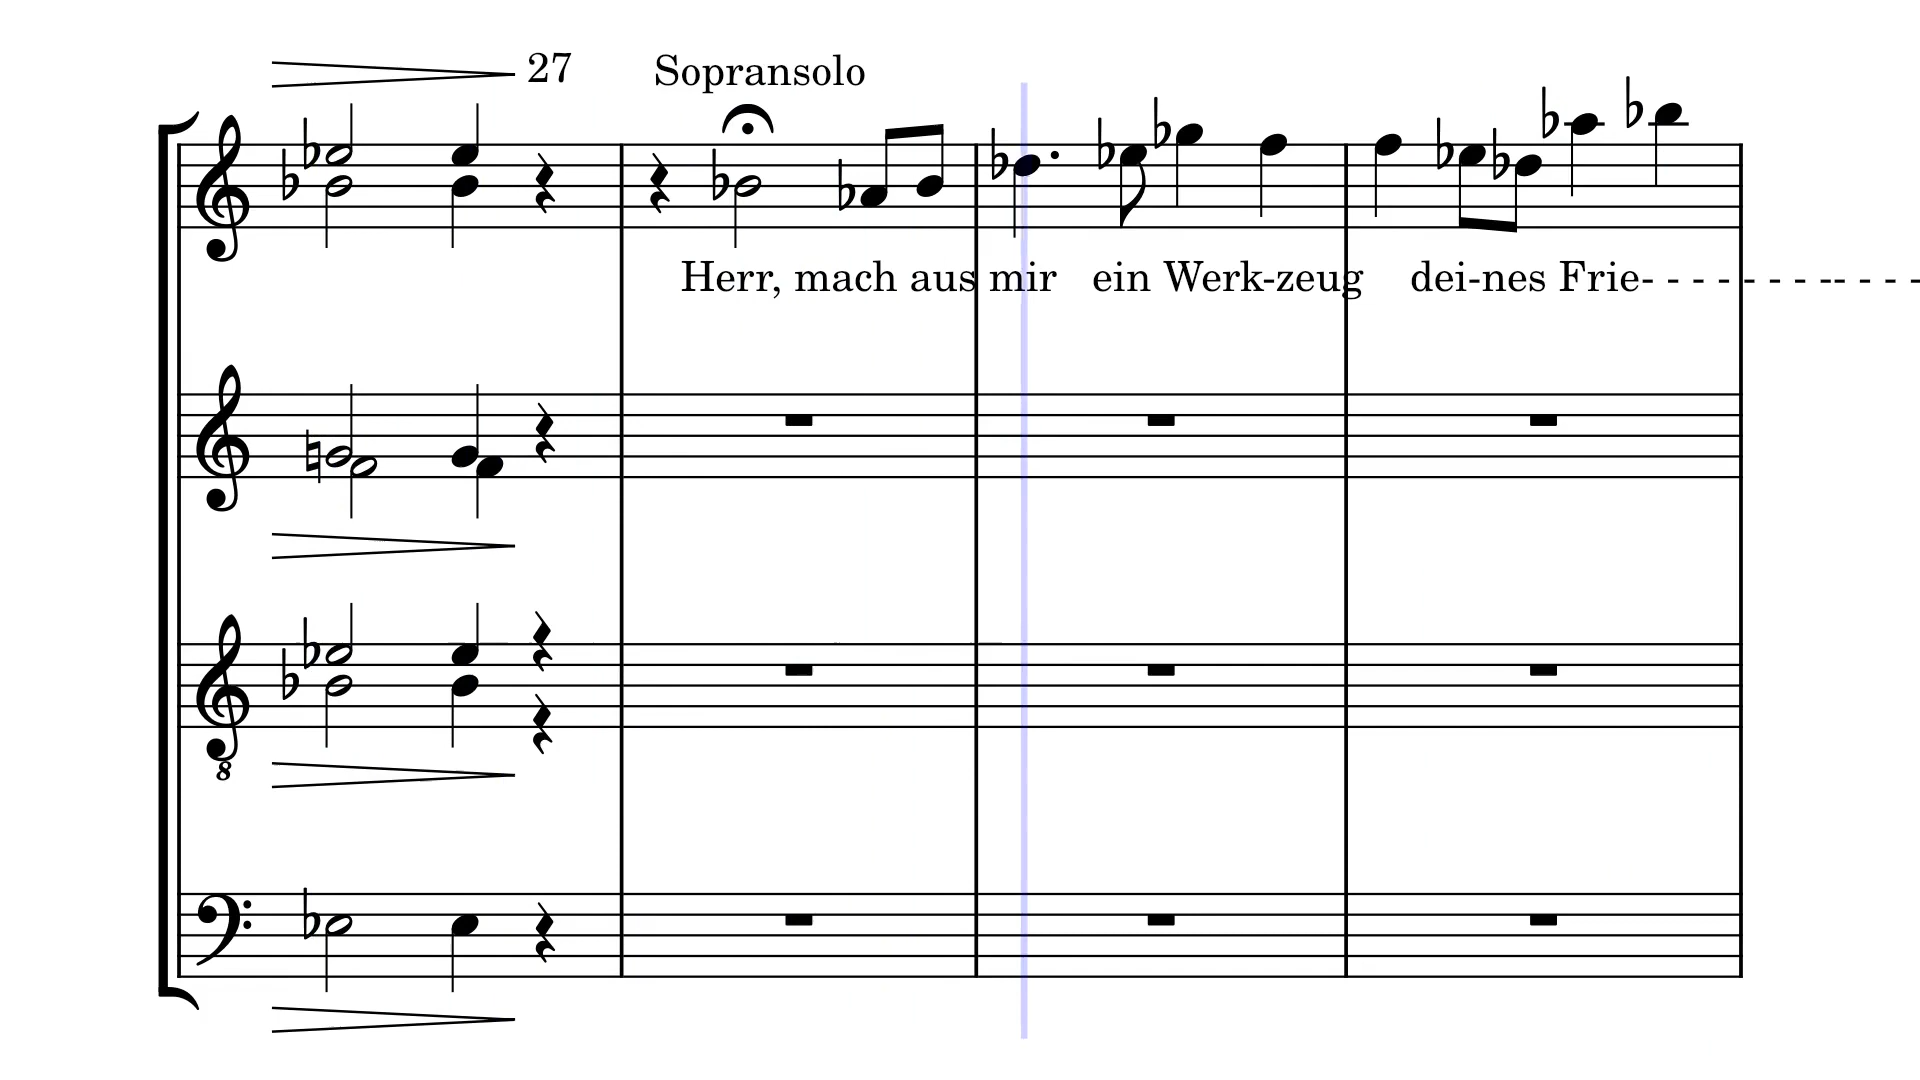 27 Sopransolo
Herr, mach aus mir ein Werk-zeug dei-nes Frie- - - - - - - -- - - -
8